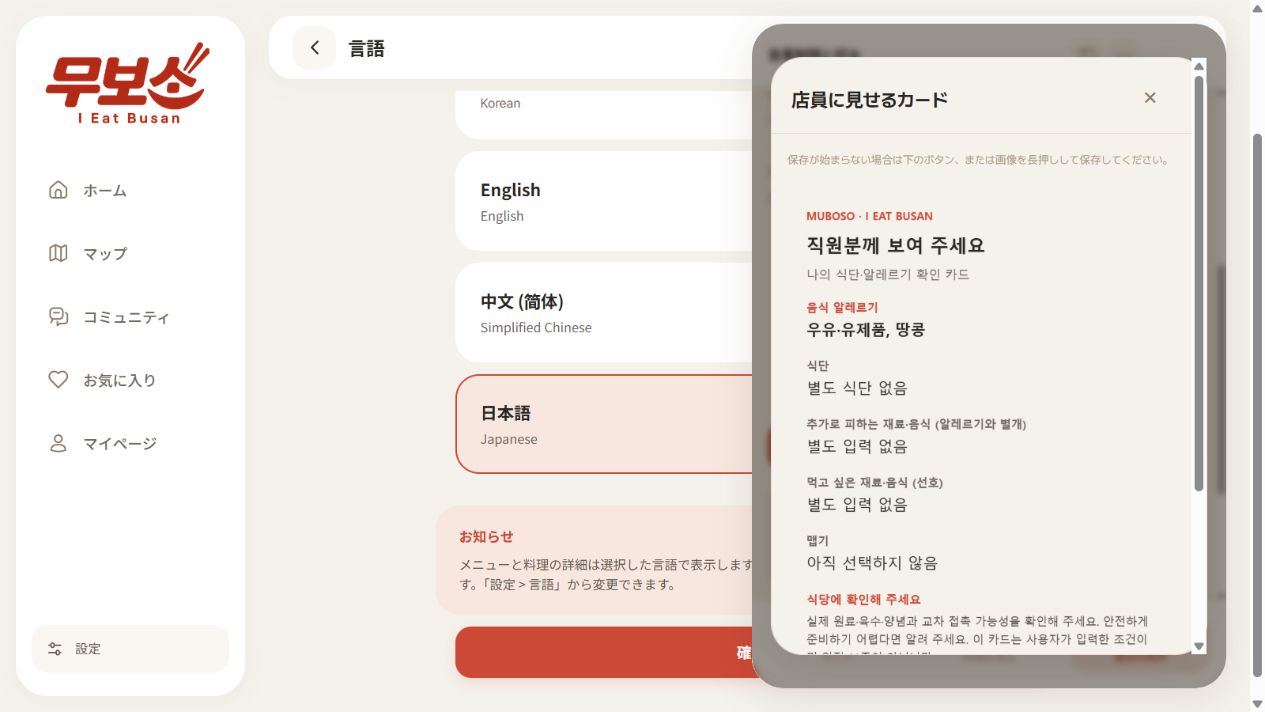 무보소
I Eat Busan
ホーム
マップ
コミュニティ
お気に入り
マイページ
設定
言語
Korean
English
English
中文 (简体)
Simplified Chinese
日本語
Japanese
お知らせ
メニューと料理の詳細は選択した言語で表示します
す。「設定 > 言語」から変更できます。
確
店員に見せるカード
×
保存が始まらない場合は下のボタン、または画像を長押しして保存してください。
MUBOSO · I EAT BUSAN
직원분께 보여 주세요
나의 식단·알레르기 확인 카드
음식 알레르기
우유·유제품, 땅콩
식단
별도 식단 없음
추가로 피하는 재료·음식 (알레르기와 별개)
별도 입력 없음
먹고 싶은 재료·음식 (선호)
별도 입력 없음
맵기
아직 선택하지 않음
식당에 확인해 주세요
실제 원료·육수·양념과 교차 접촉 가능성을 확인해 주세요. 안전하게
준비하기 어렵다면 알려 주세요. 이 카드는 사용자가 입력한 조건이